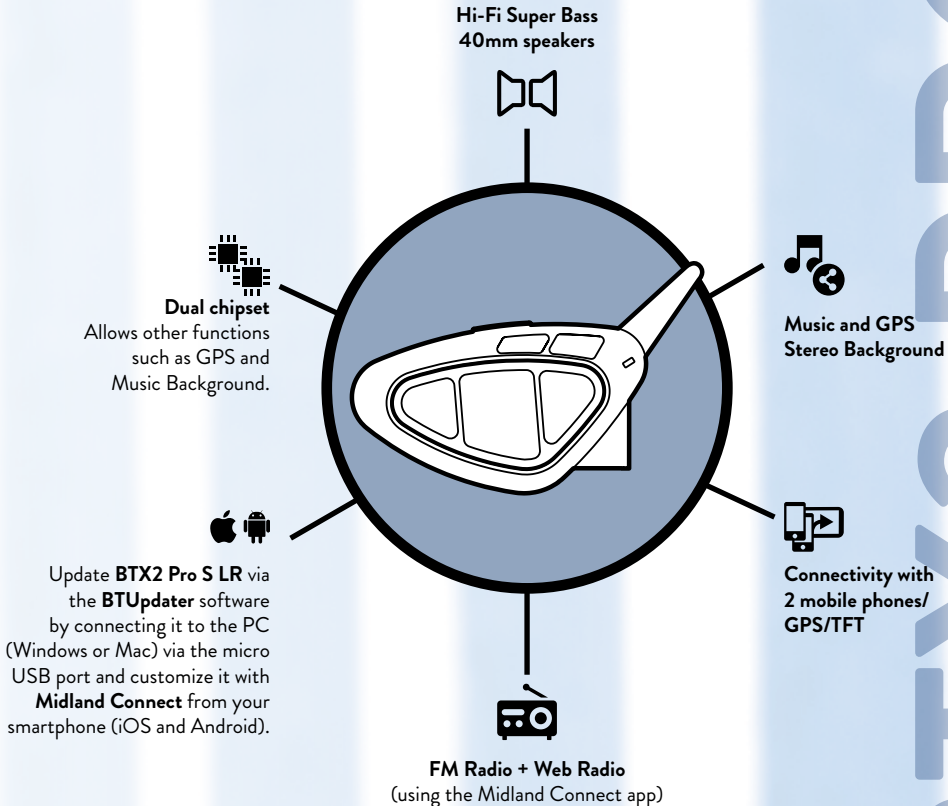 Hi-Fi Super Bass
40mm speakers
Dual chipset
Allows other functions
such as GPS and
Music Background.
Music and GPS
Stereo Background
Update BTX2 Pro S LR via
the BTUpdater software
by connecting it to the PC
(Windows or Mac) via the micro
USB port and customize it with
Midland Connect from your
smartphone (iOS and Android).
Connectivity with
2 mobile phones/
GPS/TFT
FM Radio + Web Radio
(using the Midland Connect app)